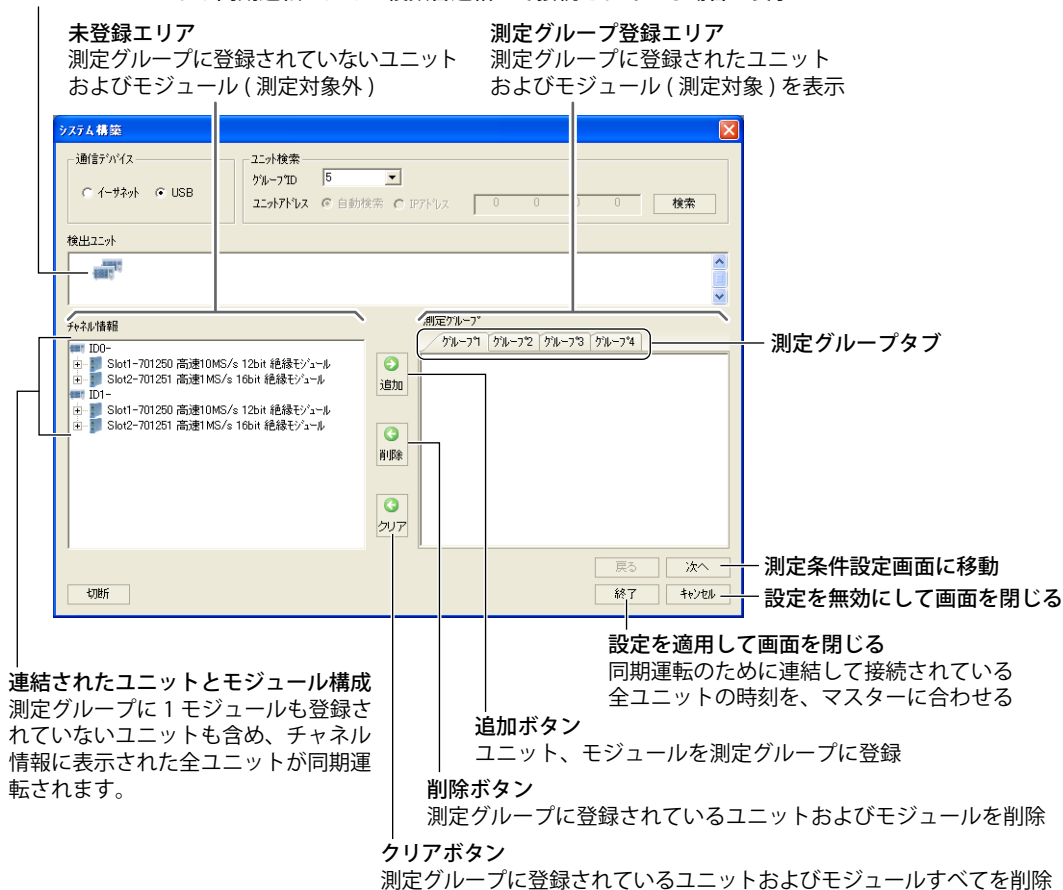 未登録エリア
測定グループに登録されていないユニット
およびモジュール ( 測定対象外 )
測定グループ登録エリア
測定グループに登録されたユニット
およびモジュール ( 測定対象 ) を表示
システム構築
通信デバイス
イーサネット
USB
ユニット検索
グループID
5
ユニットアドレス
自動検索
IPアドレス
0 0 0 0
検索
検出ユニット
チャネル情報
ID0-
Slot1-701250 高速10MS/s 12bit 絶縁モジュール
Slot2-701251 高速1MS/s 16bit 絶縁モジュール
ID1-
Slot1-701250 高速10MS/s 12bit 絶縁モジュール
Slot2-701251 高速1MS/s 16bit 絶縁モジュール
追加
削除
クリア
測定グループ
グループ1 グループ2 グループ3 グループ4
測定グループタブ
戻る
次へ
切断
終了
キャンセル
測定条件設定画面に移動
設定を無効にして画面を閉じる
設定を適用して画面を閉じる
同期運転のために連結して接続されている
全ユニットの時刻を、マスターに合わせる
連結されたユニットとモジュール構成
測定グループに 1 モジュールも登録さ
れていないユニットも含め、チャネル
情報に表示された全ユニットが同期運
転されます。
追加ボタン
ユニット、モジュールを測定グループに登録
削除ボタン
測定グループに登録されているユニットおよびモジュールを削除
クリアボタン
測定グループに登録されているユニットおよびモジュールすべてを削除